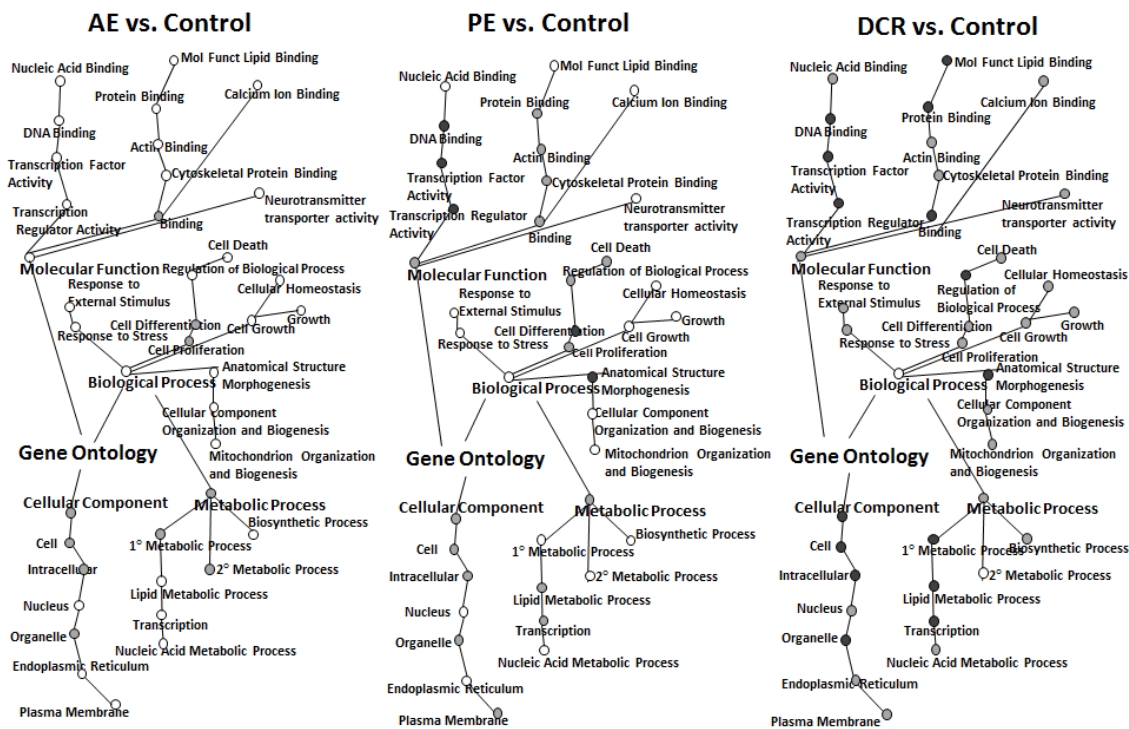 AE vs. Control
Nucleic Acid Binding
Mol Funct Lipid Binding
Protein Binding
Calcium Ion Binding
DNA Binding
Actin Binding
Transcription Factor
Activity
Cytoskeletal Protein Binding
Transcription
Regulator Activity
Binding
Neurotransmitter
transporter activity
Cell Death
Molecular Function
Regulation of Biological Process
Response to
External Stimulus
Cellular Homestasis
Response to Stress
Cell Differentiation
Cell Growth
Growth
Cell Proliferation
Biological Process
Anatomical Structure
Morphogenesis
Cellular Component
Organization and Biogenesis
Gene Ontology
Mitochondrion Organization
and Biogenesis
Cellular Component
Metabolic Process
Biosynthetic Process
Cell
1° Metabolic Process
Intracellular
2° Metabolic Process
Lipid Metabolic Process
Nucleus
Transcription
Organelle
Nucleic Acid Metabolic Process
Endoplasmic Reticulum
Plasma Membrane
PE vs. Control
Mol Funct Lipid Binding
Nucleic Acid Binding
Protein Binding
Calcium Ion Binding
DNA Binding
Actin Binding
Transcription Factor
Activity
Cytoskeletal Protein Binding
Transcription Regulator
Activity
Neurotransmitter
transporter activity
Binding
Cell Death
Molecular Function
Regulation of Biological Process
Response to
External Stimulus
Cellular Homeostasis
Cell Differentiation
Response to Stress
Growth
Cell Growth
Cell Proliferation
Biological Process
Anatomical Structure
Morphogenesis
Cellular Component
Organization and Biogenesis
Gene Ontology
Mitochondrion Organization
and Biogenesis
Cellular Component
Metabolic Process
Biosynthetic Process
Cell
1° Metabolic Process
Intracellular
2° Metabolic Process
Lipid Metabolic Process
Nucleus
Transcription
Organelle
Nucleic Acid Metabolic Process
Endoplasmic Reticulum
Plasma Membrane
DCR vs. Control
Mol Funct Lipid Binding
Nucleic Acid Binding
Calcium Ion Binding
Protein Binding
DNA Binding
Actin Binding
Transcription Factor
Activity
Cytoskeletal Protein Binding
Neurotransmitter
transporter activity
Transcription Regulator
Activity
Binding
Cell Death
Molecular Function
Cellular Homeostasis
Response to
External Stimulus
Regulation of
Biological Process
Cell Differentiation
Response to Stress
Cell Growth
Growth
Cell Proliferation
Biological Process
Anatomical Structure
Morphogenesis
Cellular Component
Organization and Biogenesis
Gene Ontology
Mitochondrion Organization
and Biogenesis
Cellular Component
Metabolic Process
Cell
1° Metabolic Process
Biosynthetic Process
Intracellular
2° Metabolic Process
Lipid Metabolic Process
Nucleus
Transcription
Organelle
Nucleic Acid Metabolic Process
Endoplasmic Reticulum
Plasma Membrane